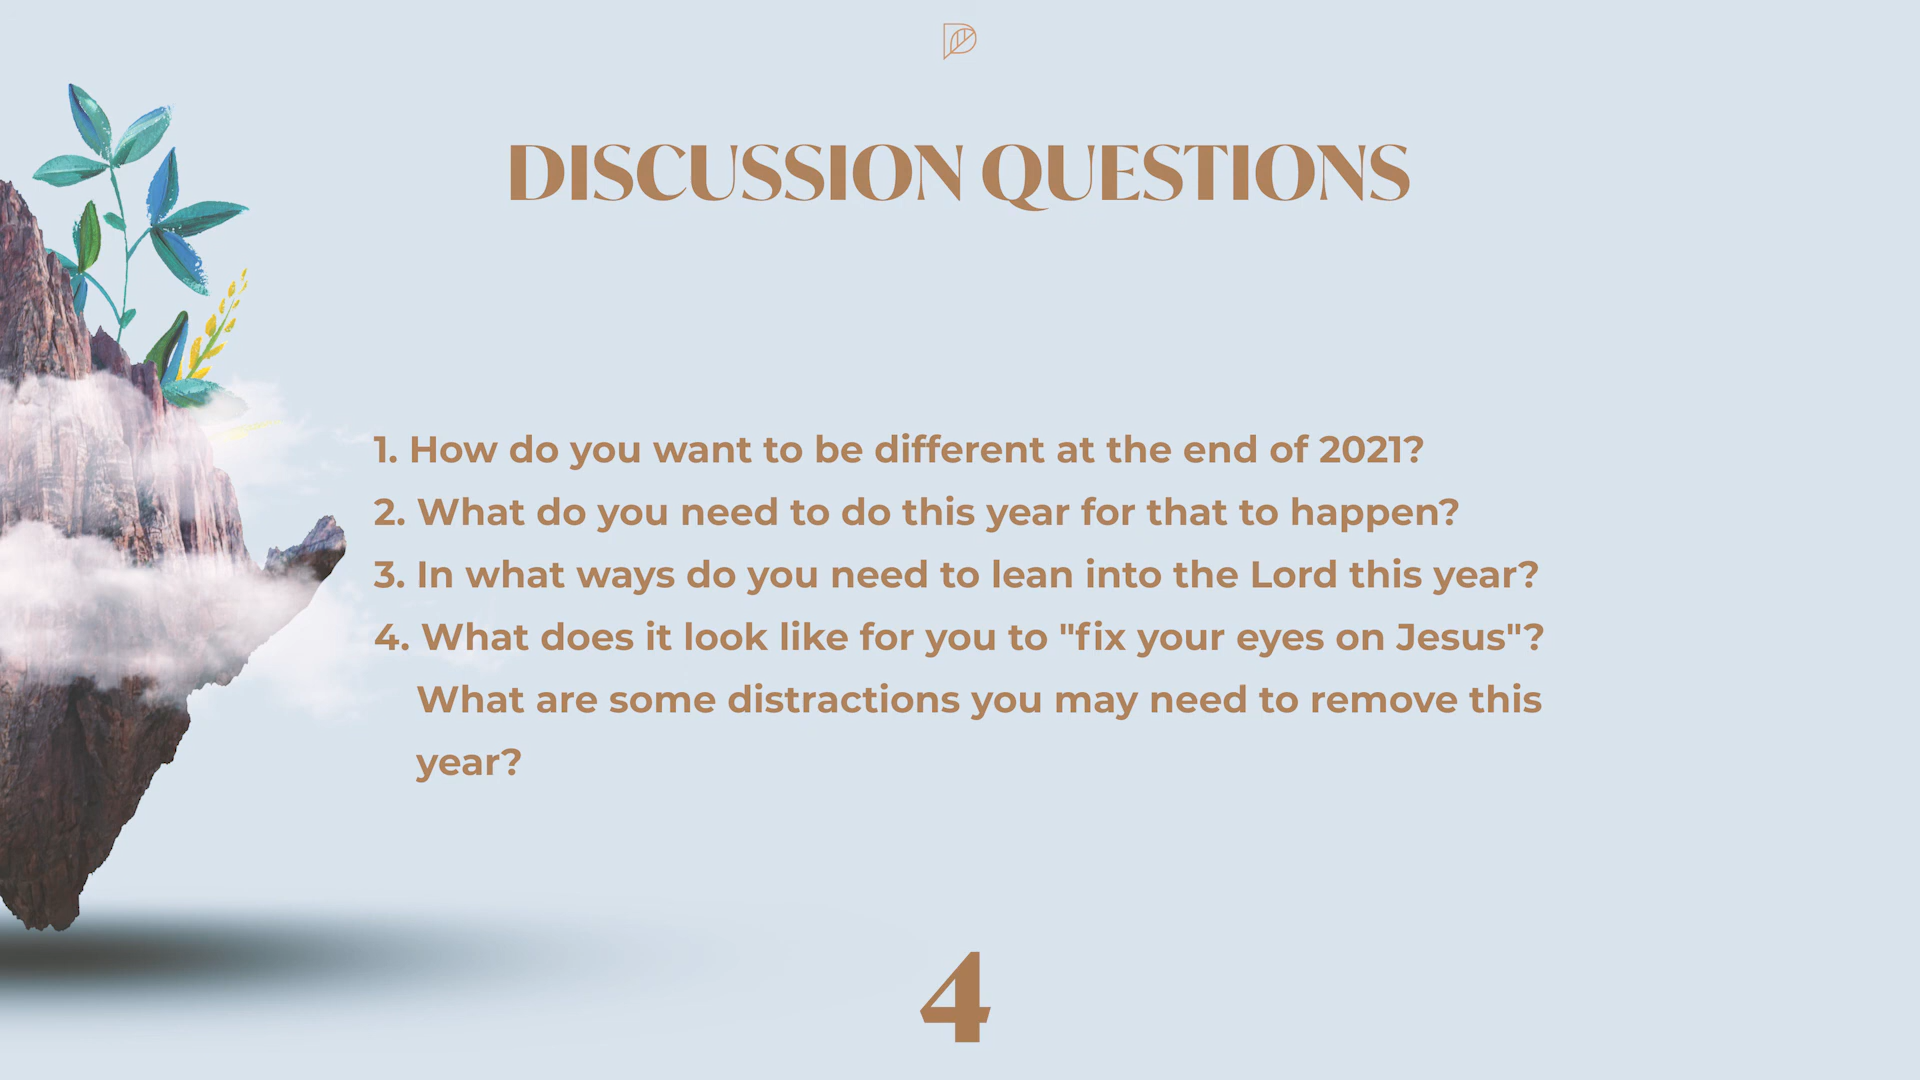 DISCUSSION QUESTIONS
1. How do you want to be different at the end of 2021?
2. What do you need to do this year for that to happen?
3. In what ways do you need to lean into the Lord this year?
4. What does it look like for you to "fix your eyes on Jesus"?
What are some distractions you may need to remove this
year?
4